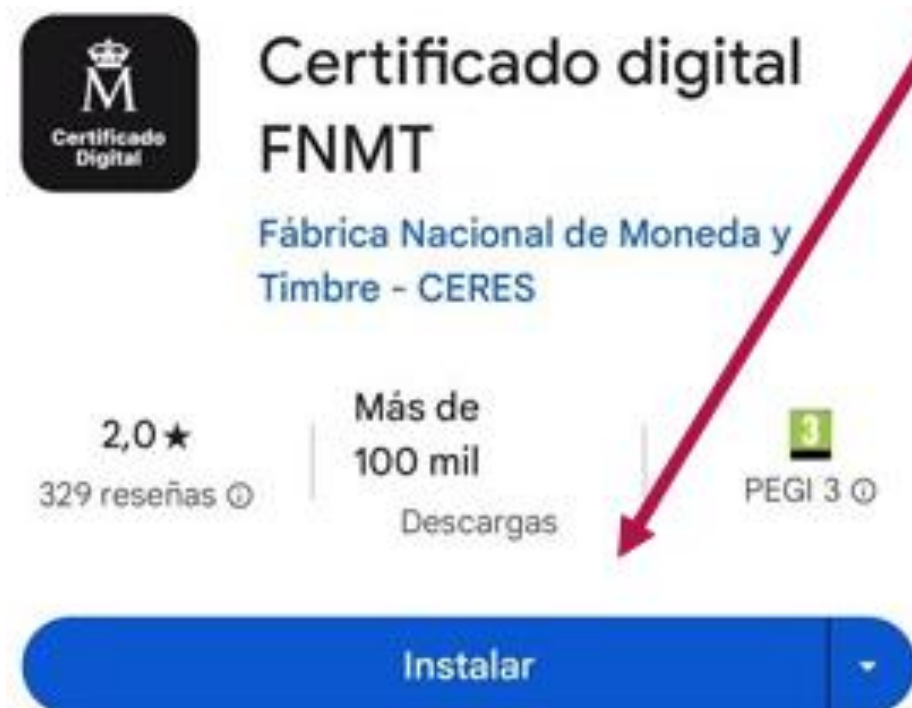 M
Certificado
Digital
Certificado digital
FNMT
Fábrica Nacional de Moneda y
Timbre - CERES
2,0 ★
329 reseñas
Más de
100 mil
Descargas
3
PEGI 3
Instalar